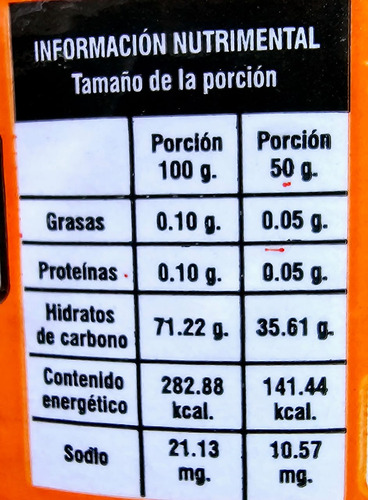 INFORMACIÓN NUTRIMENTAL
Tamaño de la porción
Porción 100 g. Porción 50 g.
Grasas 0.10 g. 0.05 g.
Proteínas 0.10 g. 0.05 g.
Hidratos de carbono 71.22 g. 35.61 g.
Contenido energético 282.88 kcal. 141.44 kcal.
Sodio 21.13 mg. 10.57 mg.